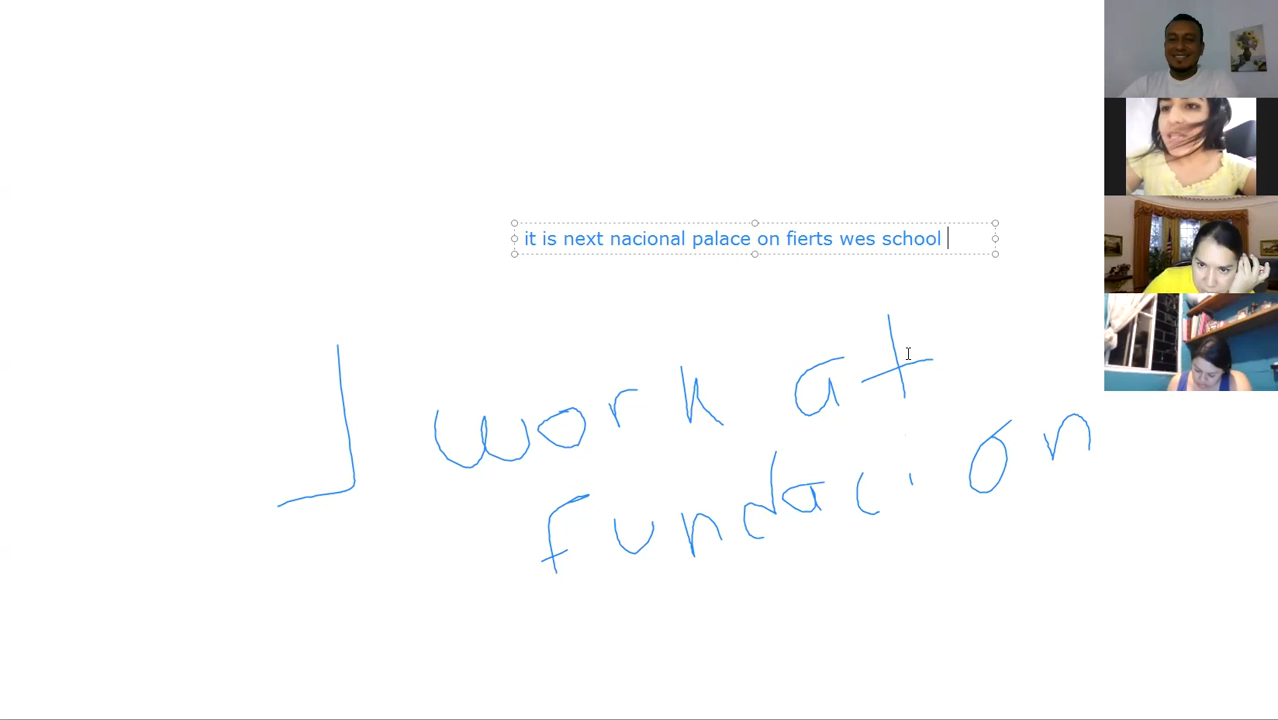 it is next nacional palace on fierts wes school
I work at
Fundacion